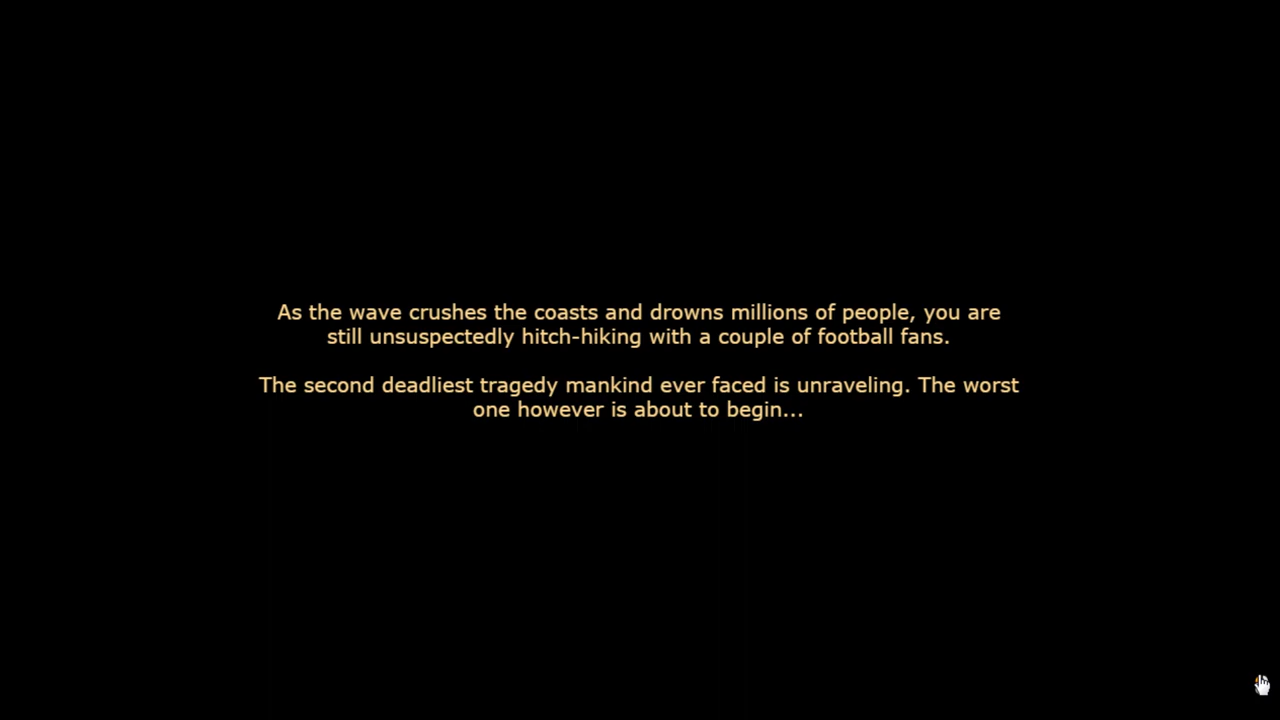 As the wave crushes the coasts and drowns millions of people, you are
still unsuspectedly hitch-hiking with a couple of football fans.
The second deadliest tragedy mankind ever faced is unraveling. The worst
one however is about to begin...